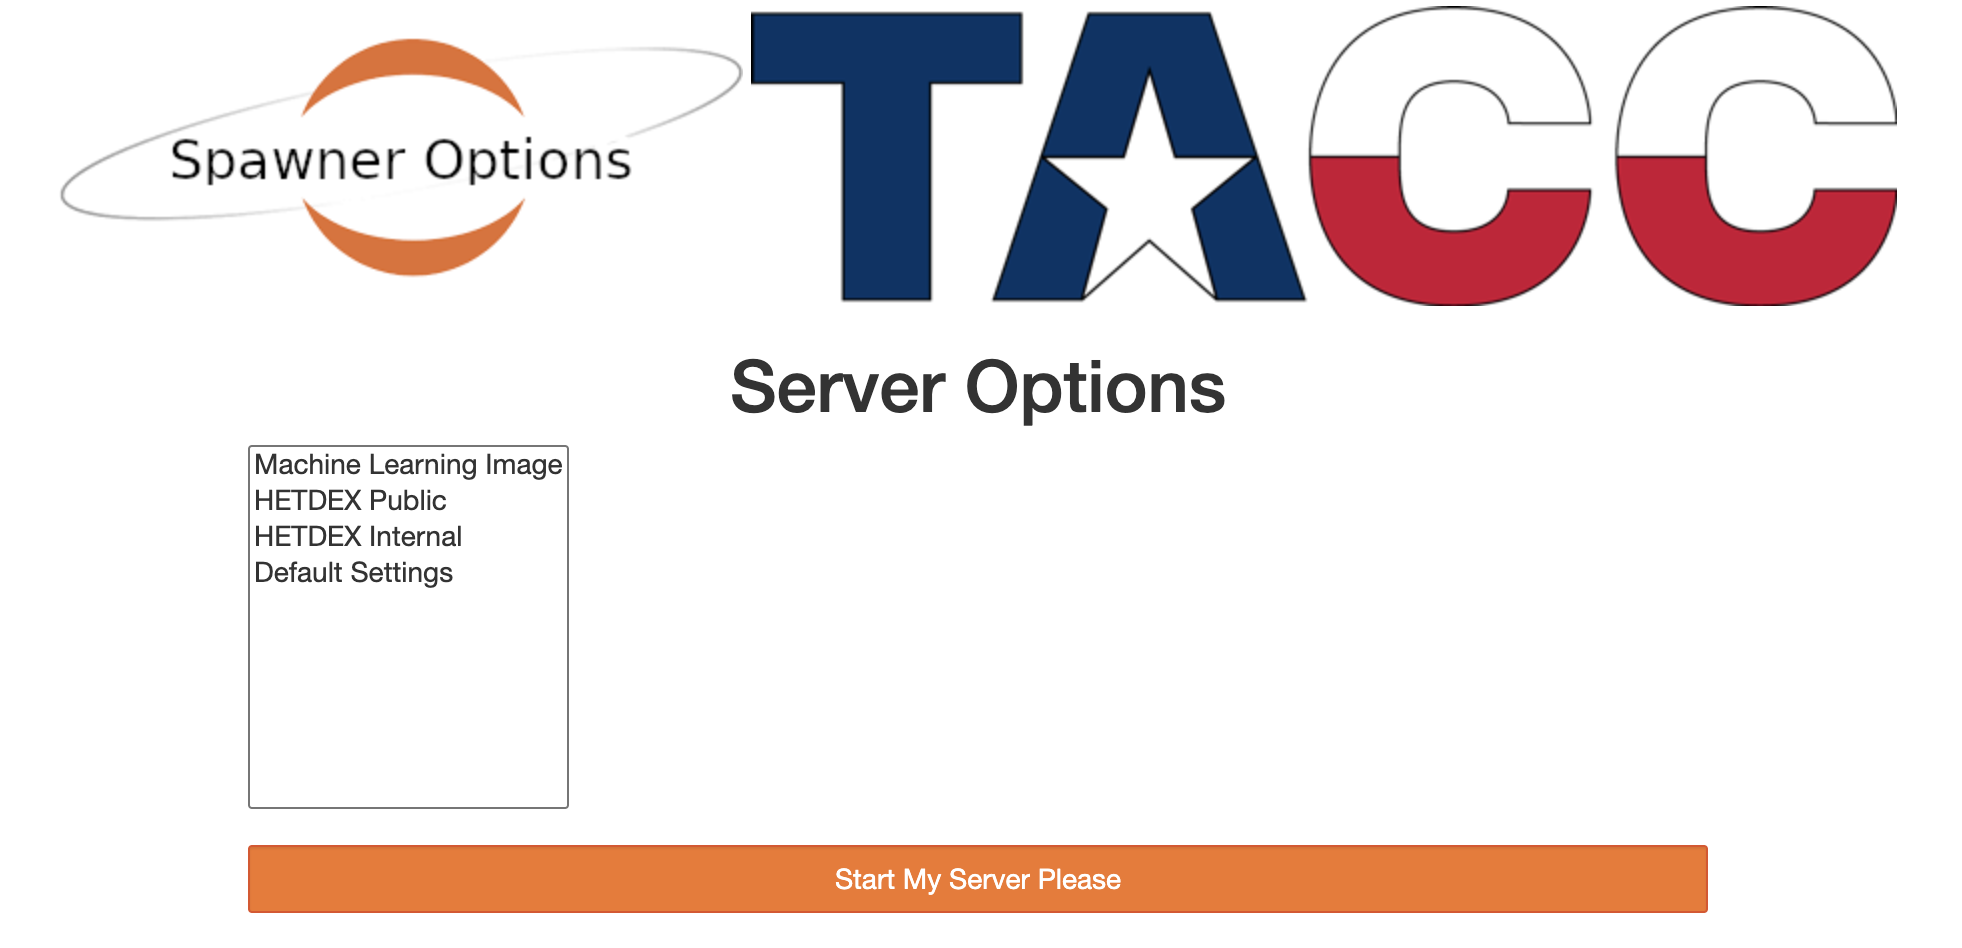 Spawner Options
TACC
Server Options
Machine Learning Image
HETDEX Public
HETDEX Internal
Default Settings
Start My Server Please